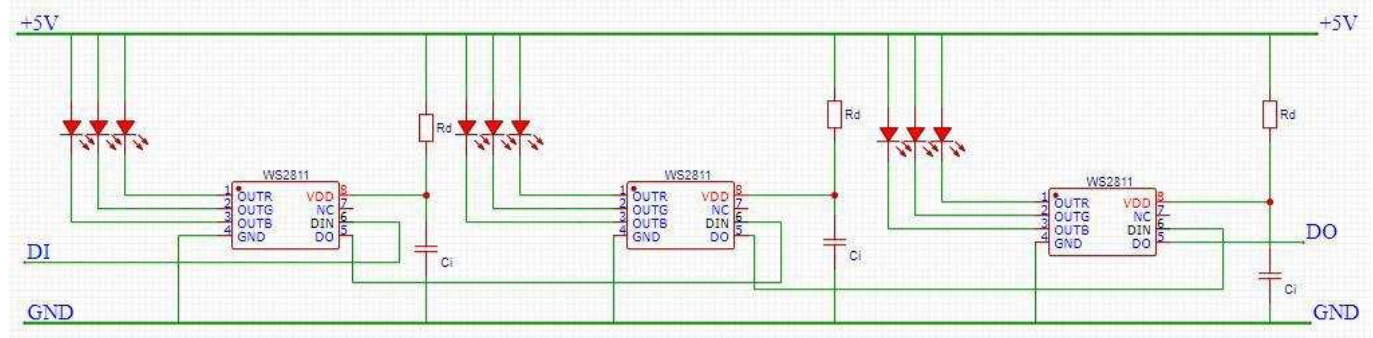 +5V
+5V
Rd
Rd
Rd
WS2811
1 OUTR VDD 8
2 OUTG NC 7
3 OUTB DIN 6
4 GND DO 5
WS2811
1 OUTR VDD 8
2 OUTG NC 7
3 OUTB DIN 6
4 GND DO 5
WS2811
1 OUTR VDD 8
2 OUTG NC 7
3 OUTB DIN 6
4 GND DO 5
DI
DO
Ci
Ci
Ci
GND
GND